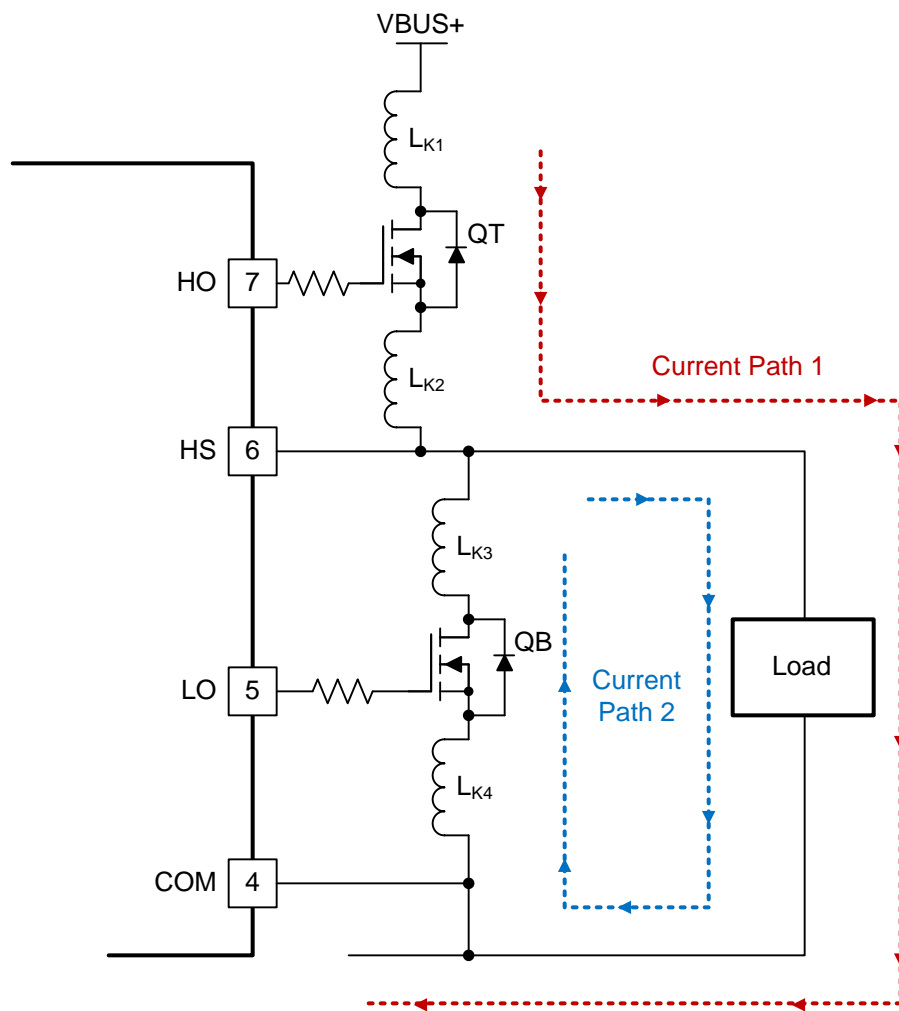 VBUS+
LK1
QT
HO 7
LK2
Current Path 1
HS 6
LK3
QB
LO 5
Load
Current
Path 2
LK4
COM 4